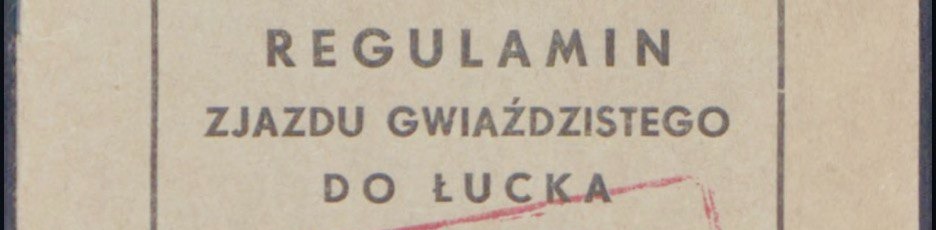 REGULAMIN
ZJAZDU GWIAŹDZISTEGO
DO ŁUCKA